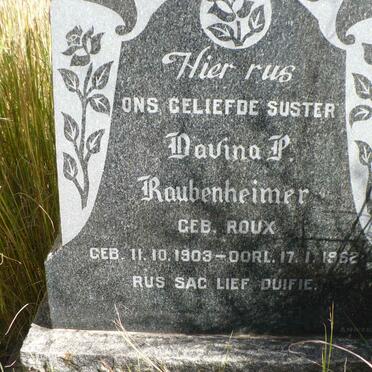 Hier rus
ONS GELIEFDE SUSTER
Davina P.
Raubenheimer
GEB. ROUX
GEB. 11. 10. 1903 — OORL. 17. 1. 1962
RUS SAG LIEF DUIFIE.